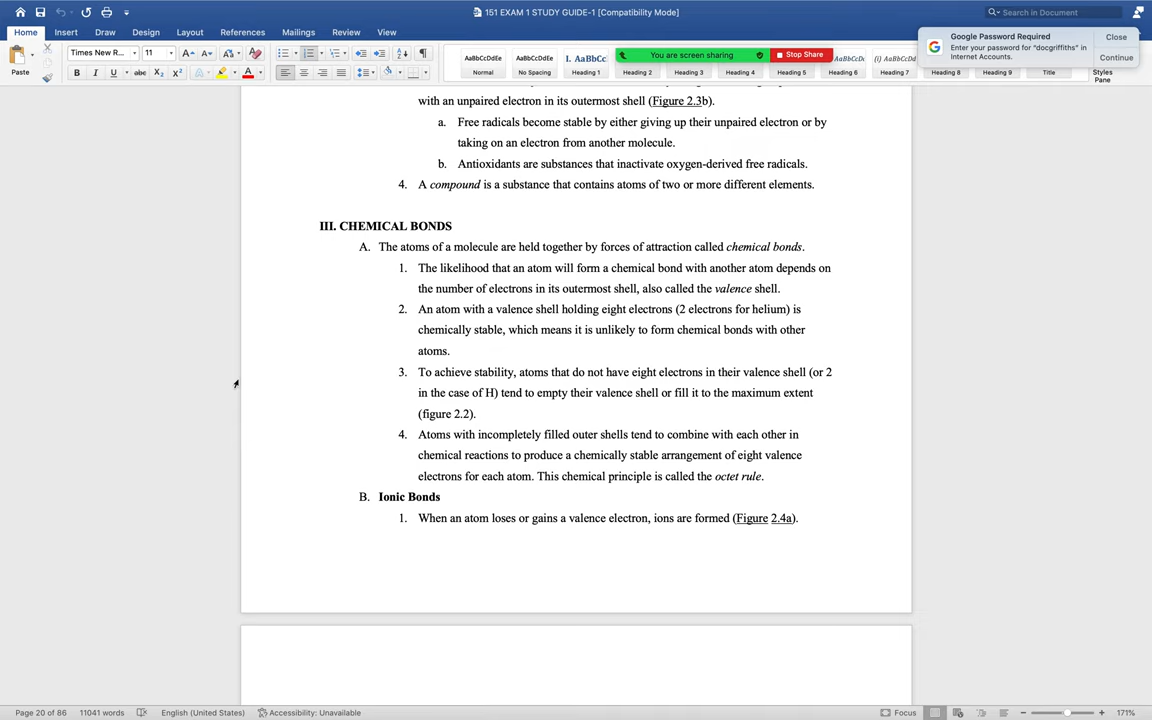 151 EXAM 1 STUDY GUIDE-1 [Compatibility Mode]
Search in Document
Home Insert Draw Design Layout References Mailings Review View
Google Password Required
Enter your password for "docgriffiths" in
Internet Accounts.
Close
Continue
Paste
Times New R... 11
AaBbCcDdEe AaBbCcDdEe I. AaBbCc
You are screen sharing Stop Share
Normal No Spacing Heading 1 Heading 2 Heading 3 Heading 4 Heading 5 Heading 6 Heading 7 Heading 8 Heading 9 Title
Styles
Pane
with an unpaired electron in its outermost shell (Figure 2.3b).
a. Free radicals become stable by either giving up their unpaired electron or by
taking on an electron from another molecule.
b. Antioxidants are substances that inactivate oxygen-derived free radicals.
4. A compound is a substance that contains atoms of two or more different elements.
III. CHEMICAL BONDS
A. The atoms of a molecule are held together by forces of attraction called chemical bonds.
1. The likelihood that an atom will form a chemical bond with another atom depends on
the number of electrons in its outermost shell, also called the valence shell.
2. An atom with a valence shell holding eight electrons (2 electrons for helium) is
chemically stable, which means it is unlikely to form chemical bonds with other
atoms.
3. To achieve stability, atoms that do not have eight electrons in their valence shell (or 2
in the case of H) tend to empty their valence shell or fill it to the maximum extent
(figure 2.2).
4. Atoms with incompletely filled outer shells tend to combine with each other in
chemical reactions to produce a chemically stable arrangement of eight valence
electrons for each atom. This chemical principle is called the octet rule.
B. Ionic Bonds
1. When an atom loses or gains a valence electron, ions are formed (Figure 2.4a).
Page 20 of 86 11041 words English (United States) Accessibility: Unavailable Focus 171%